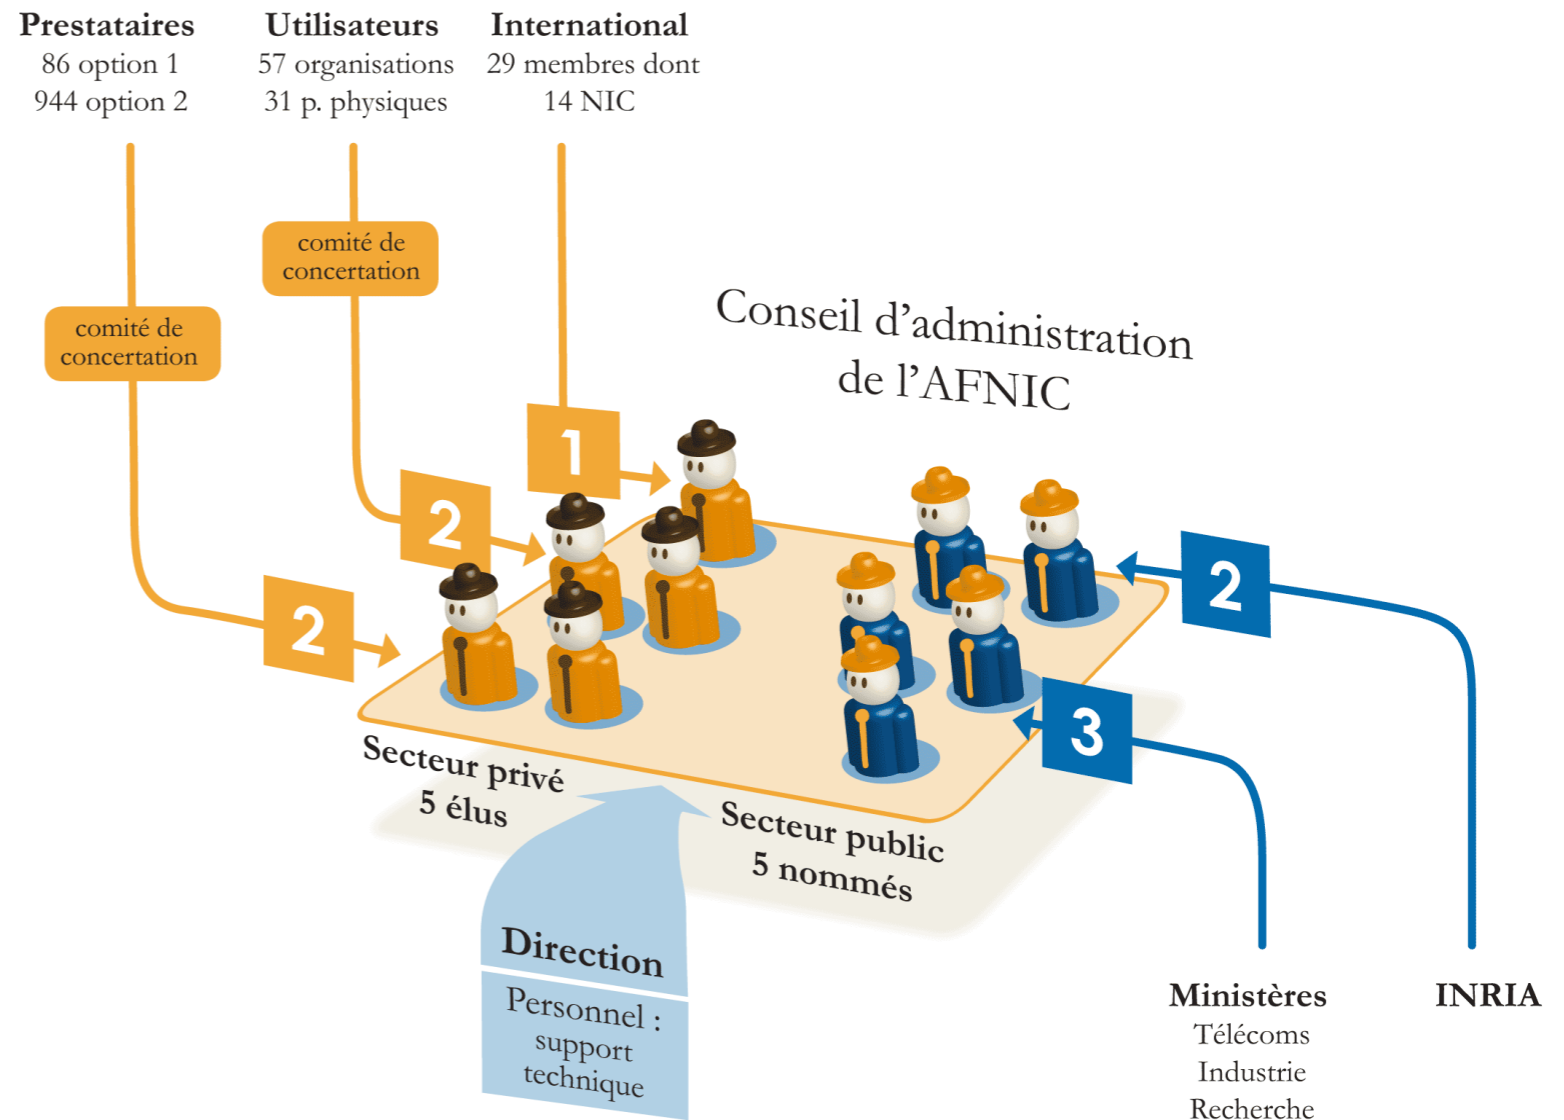 Prestataires
86 option 1
944 option 2
Utilisateurs
57 organisations
31 p. physiques
International
29 membres dont
14 NIC
comité de
concertation
comité de
concertation
Conseil d'administration
de l'AFNIC
1
2
2
2
3
Secteur privé
5 élus
Secteur public
5 nommés
Direction
Personnel :
support
technique
Ministères
Télécoms
Industrie
Recherche
INRIA